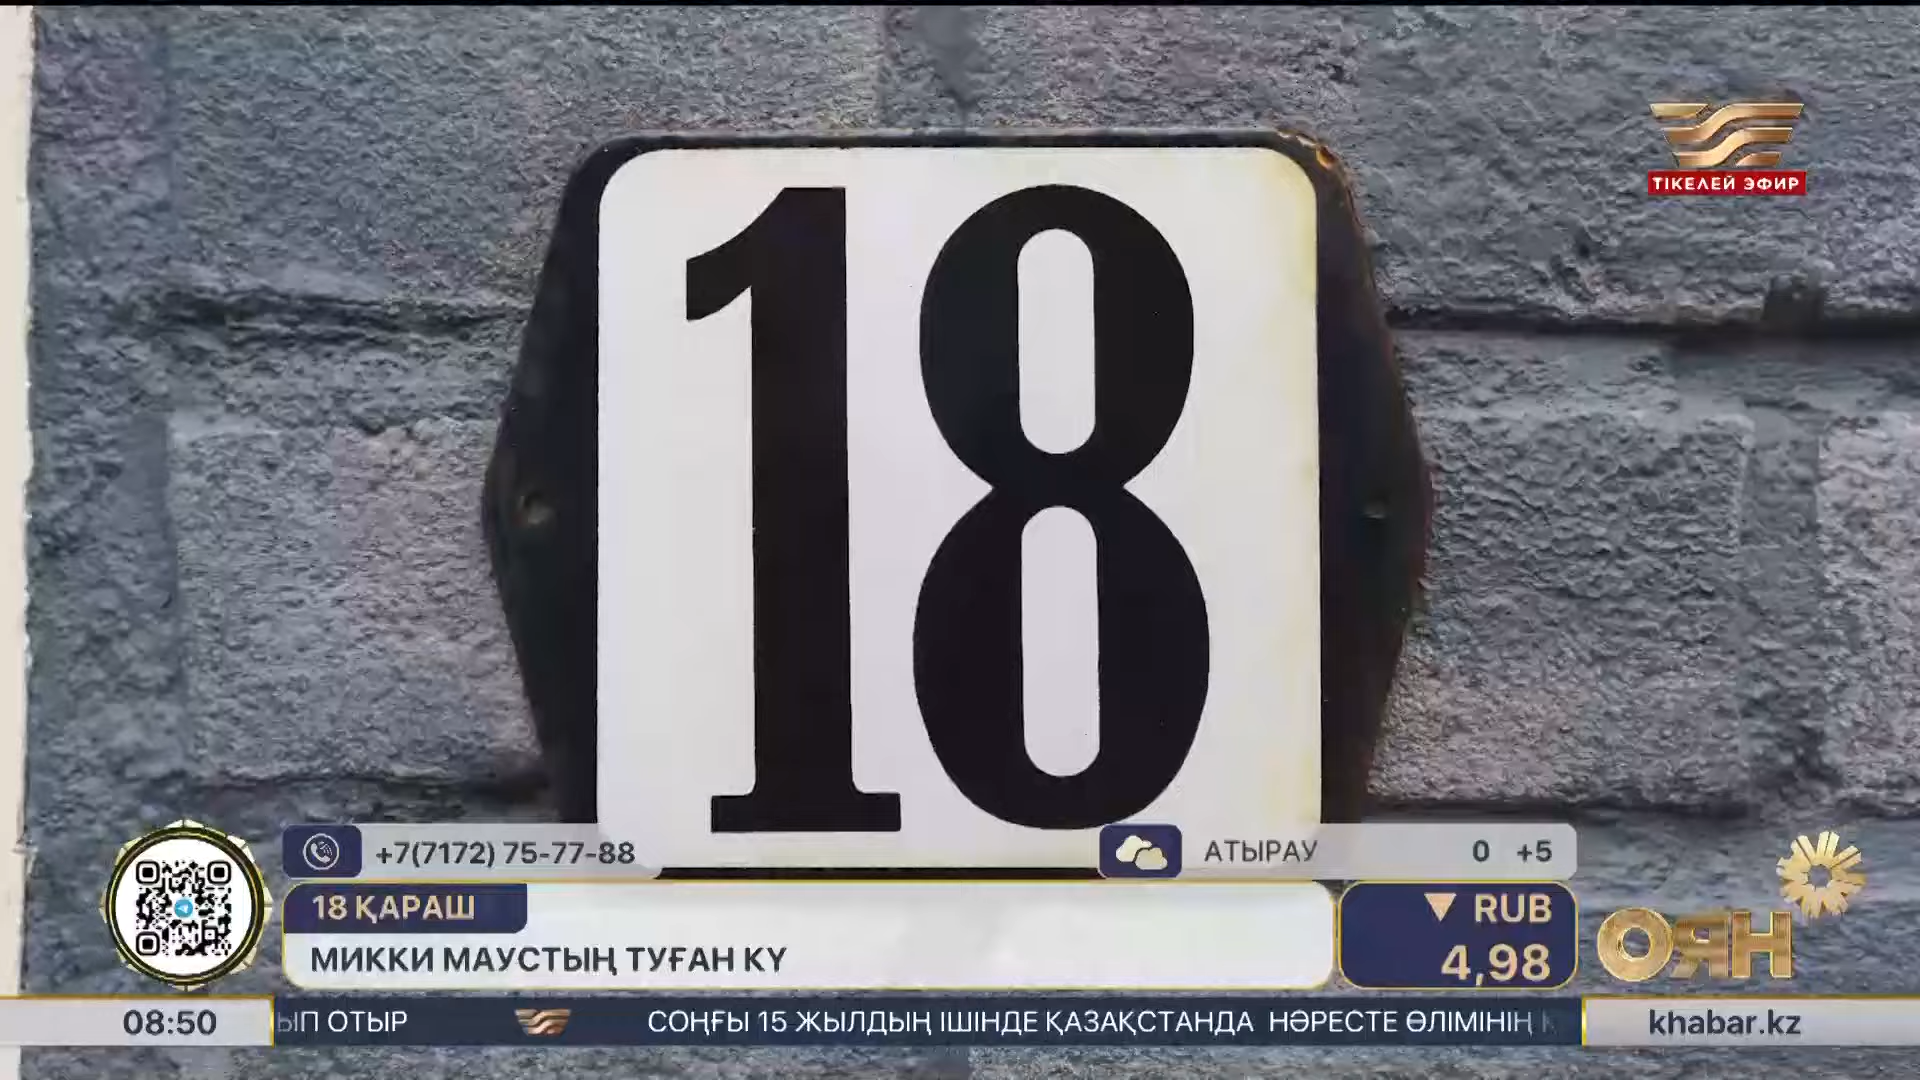 18
ТІКЕЛЕЙ ЭФИР
+7(7172) 75-77-88
АТЫРАУ 0 +5
18 ҚАРАШ
МИККИ МАУСТЫҢ ТУҒАН КҮ
RUB
4,98
ОЯН
08:50
ЫП ОТЫР
СОҢҒЫ 15 ЖЫЛДЫҢ ІШІНДЕ ҚАЗАҚСТАНДА НӘРЕСТЕ ӨЛІМІНІҢ
khabar.kz